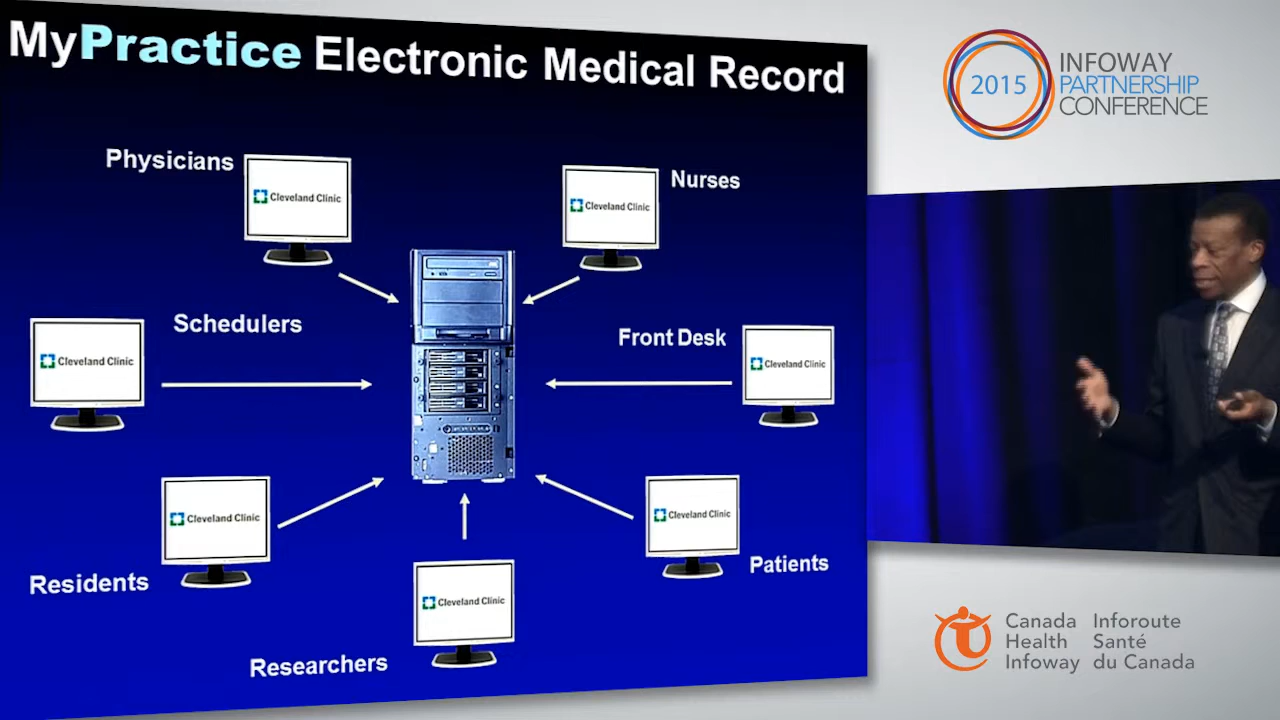 MyPractice Electronic Medical Record
Physicians
Cleveland Clinic
Nurses
Cleveland Clinic
Schedulers
Cleveland Clinic
Front Desk
Cleveland Clinic
Residents
Cleveland Clinic
Researchers
Cleveland Clinic
Patients
Cleveland Clinic
2015
INFOWAY
PARTNERSHIP
CONFERENCE
Canada Inforoute
Health Santé
Infoway du Canada